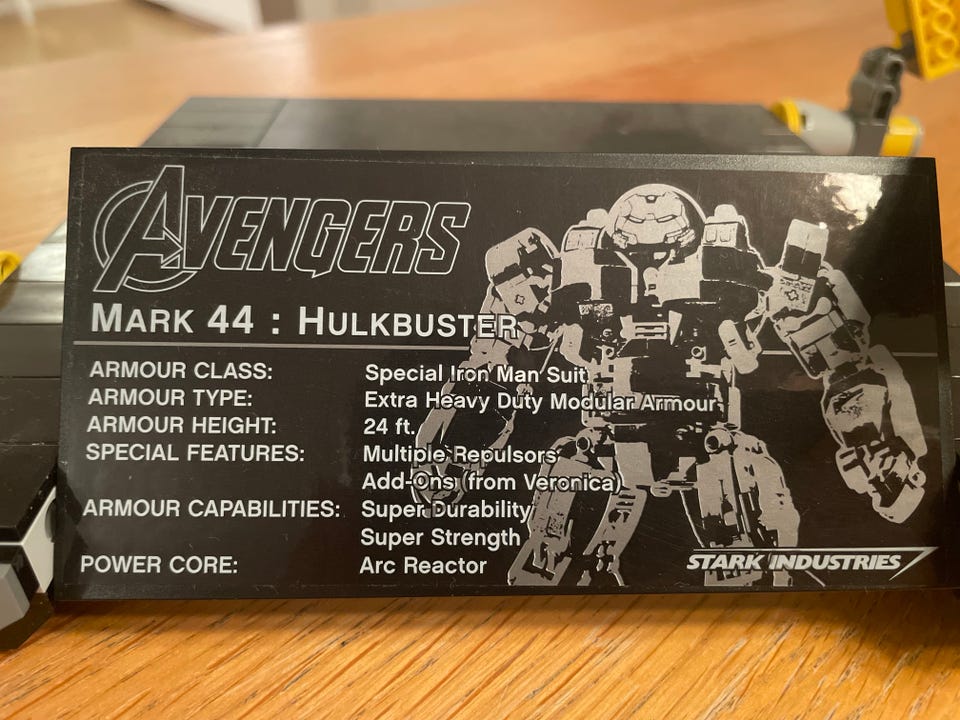 AVENGERS
MARK 44 : HULKBUSTER
ARMOUR CLASS: Special Iron Man Suit
ARMOUR TYPE: Extra Heavy Duty Modular Armour
ARMOUR HEIGHT: 24 ft.
SPECIAL FEATURES: Multiple Repulsors
Add-Ons (from Veronica)
ARMOUR CAPABILITIES: Super Durability
Super Strength
POWER CORE: Arc Reactor
STARK INDUSTRIES